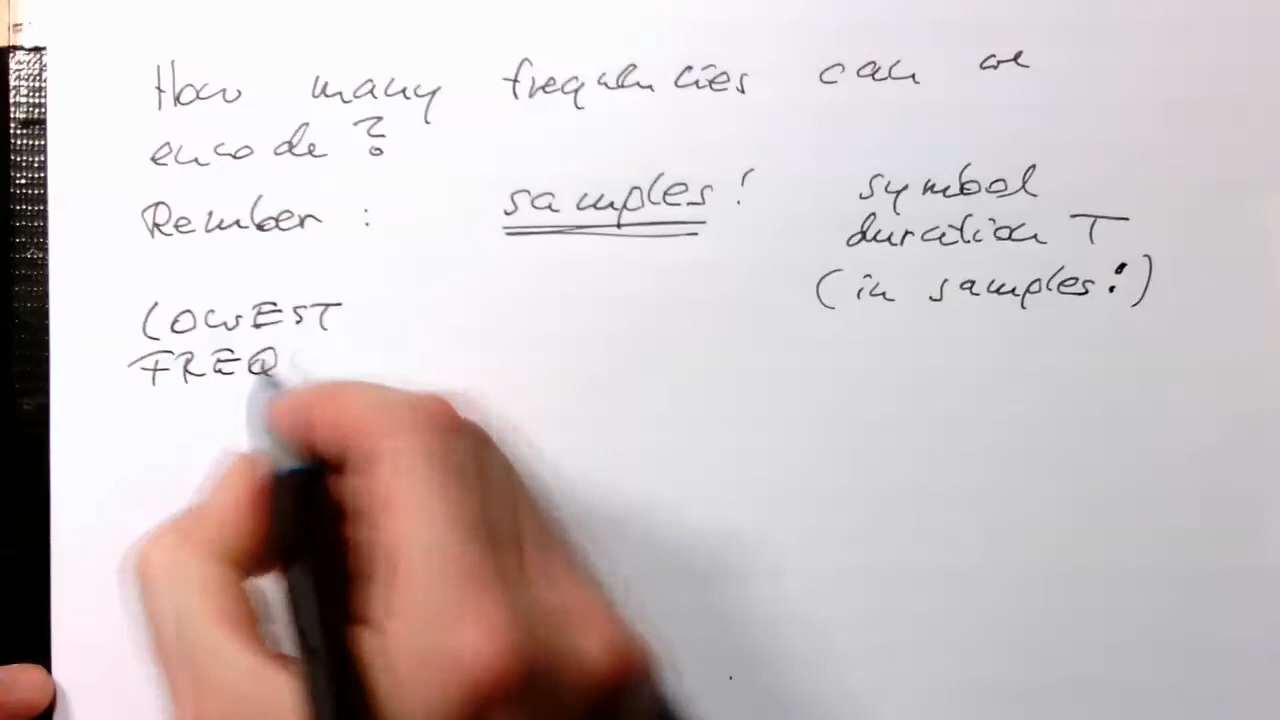 How many frequencies can we
encode?
Rember : samples! symbol
duration T
(in samples!)
LOWEST
FREQ